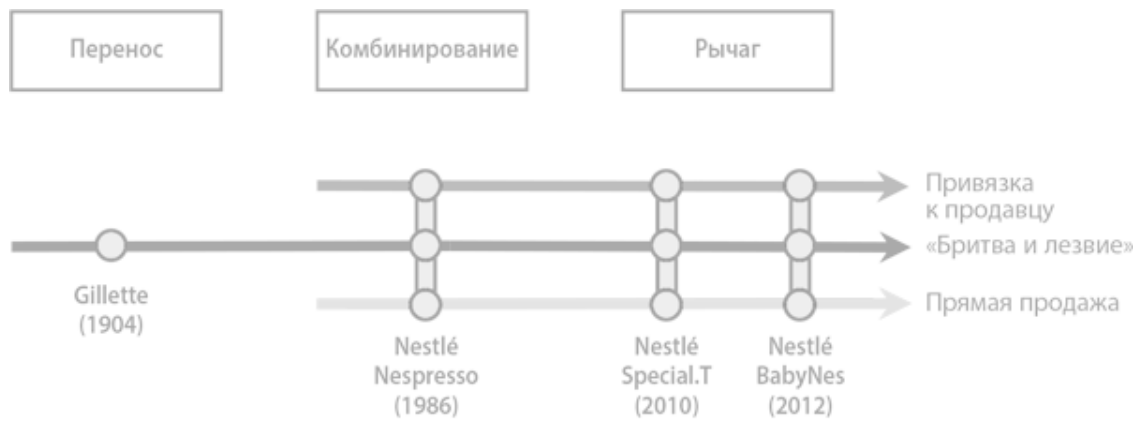 Перенос
Комбинирование
Рычаг
Привязка
к продавцу
«Бритва и лезвие»
Прямая продажа
Gillette
(1904)
Nestlé
Nespresso
(1986)
Nestlé
Special.T
(2010)
Nestlé
BabyNes
(2012)